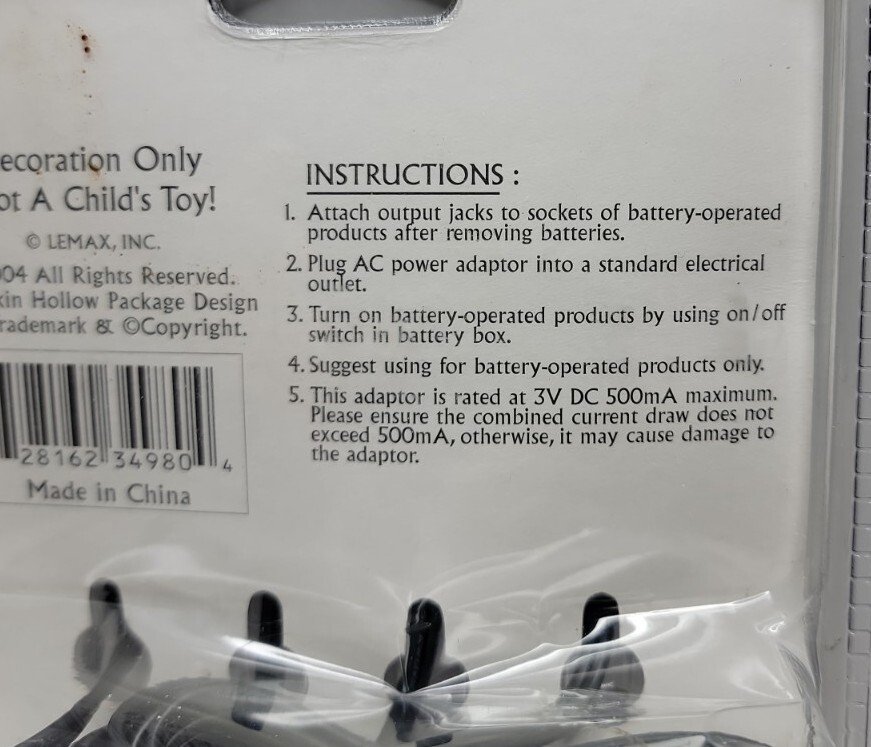 ecoration Only
ot A Child's Toy!
© LEMAX, INC.
04 All Rights Reserved.
kin Hollow Package Design
rademark & ©Copyright.
28162 34980 4
Made in China
INSTRUCTIONS :
1. Attach output jacks to sockets of battery-operated
products after removing batteries.
2. Plug AC power adaptor into a standard electrical
outlet.
3. Turn on battery-operated products by using on/off
switch in battery box.
4. Suggest using for battery-operated products only.
5. This adaptor is rated at 3V DC 500mA maximum.
Please ensure the combined current draw does not
exceed 500mA, otherwise, it may cause damage to
the adaptor.